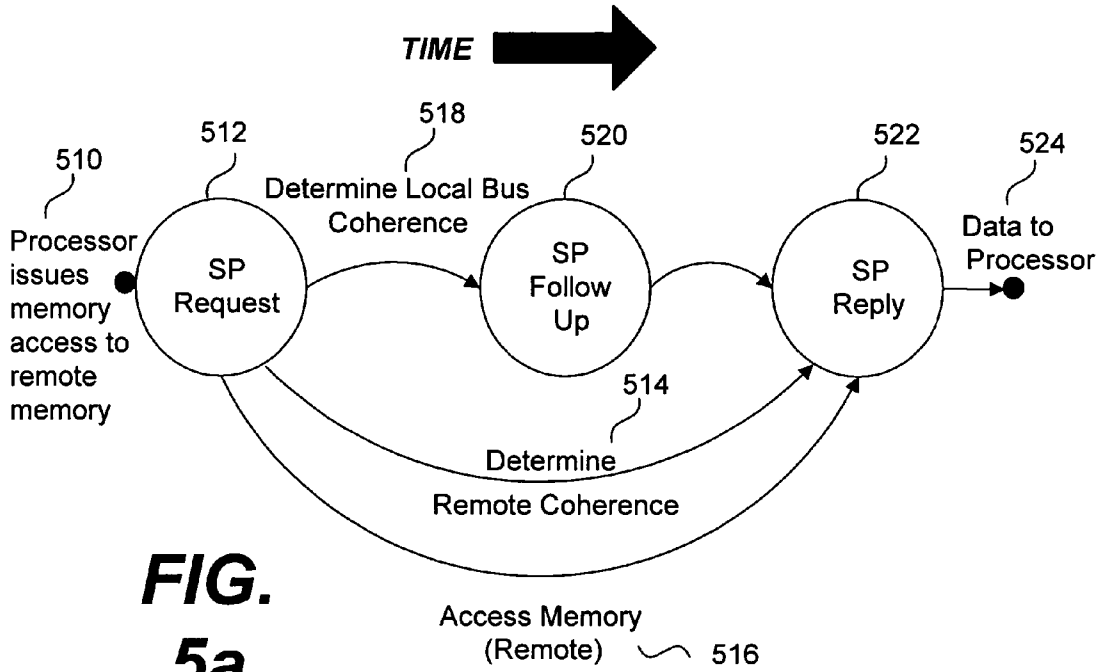 TIME
518
512
520
522
524
510
Determine Local Bus
Coherence
Processor
issues
memory
access to
remote
memory
SP
Request
SP
Follow
Up
SP
Reply
Data to
Processor
514
Determine
Remote Coherence
FIG.
5a
Access Memory
(Remote)
516